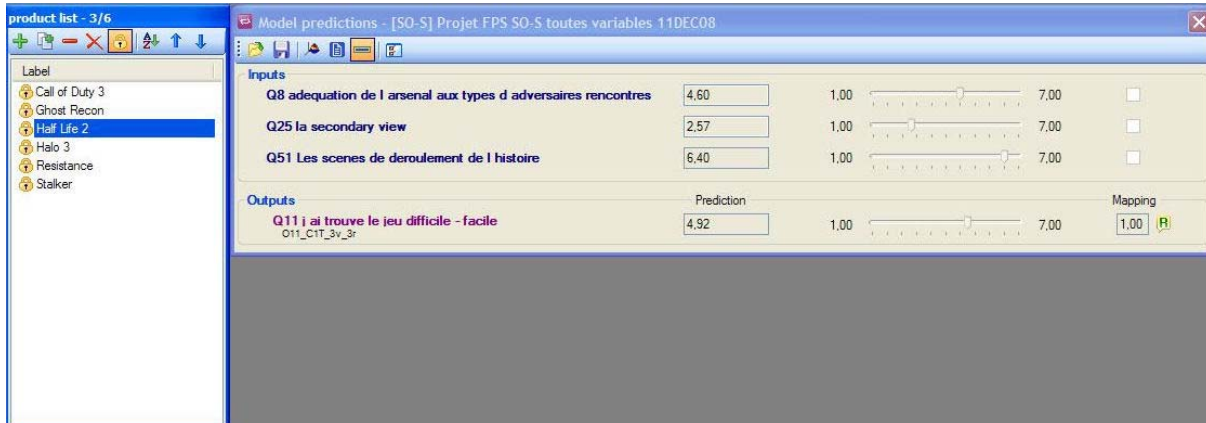 product list - 3/6
Label
Call of Duty 3
Ghost Recon
Half Life 2
Halo 3
Resistance
Stalker
Model predictions - [SO-S] Projet FPS SO-S toutes variables 11DEC08
Inputs
Q8 adequation de l arsenal aux types d adversaires rencontres 4,60 1,00 7,00
Q25 la secondary view 2,57 1,00 7,00
Q51 Les scenes de deroulement de l histoire 6,40 1,00 7,00
Outputs Prediction Mapping
Q11 j ai trouve le jeu difficile - facile 4,92 1,00 7,00 1,00 R
O11_C1T_3v_3r